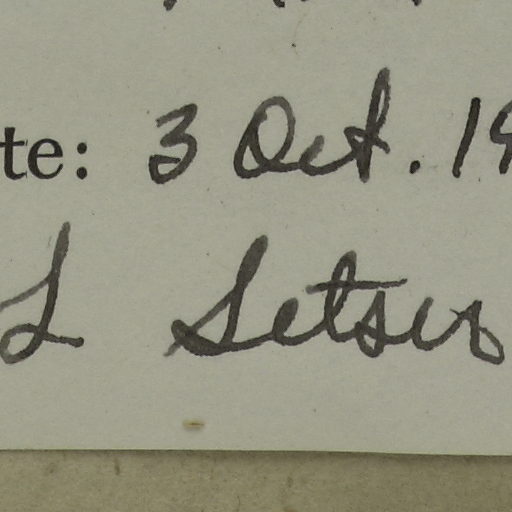 te: 3 Oct. 19
L Setser